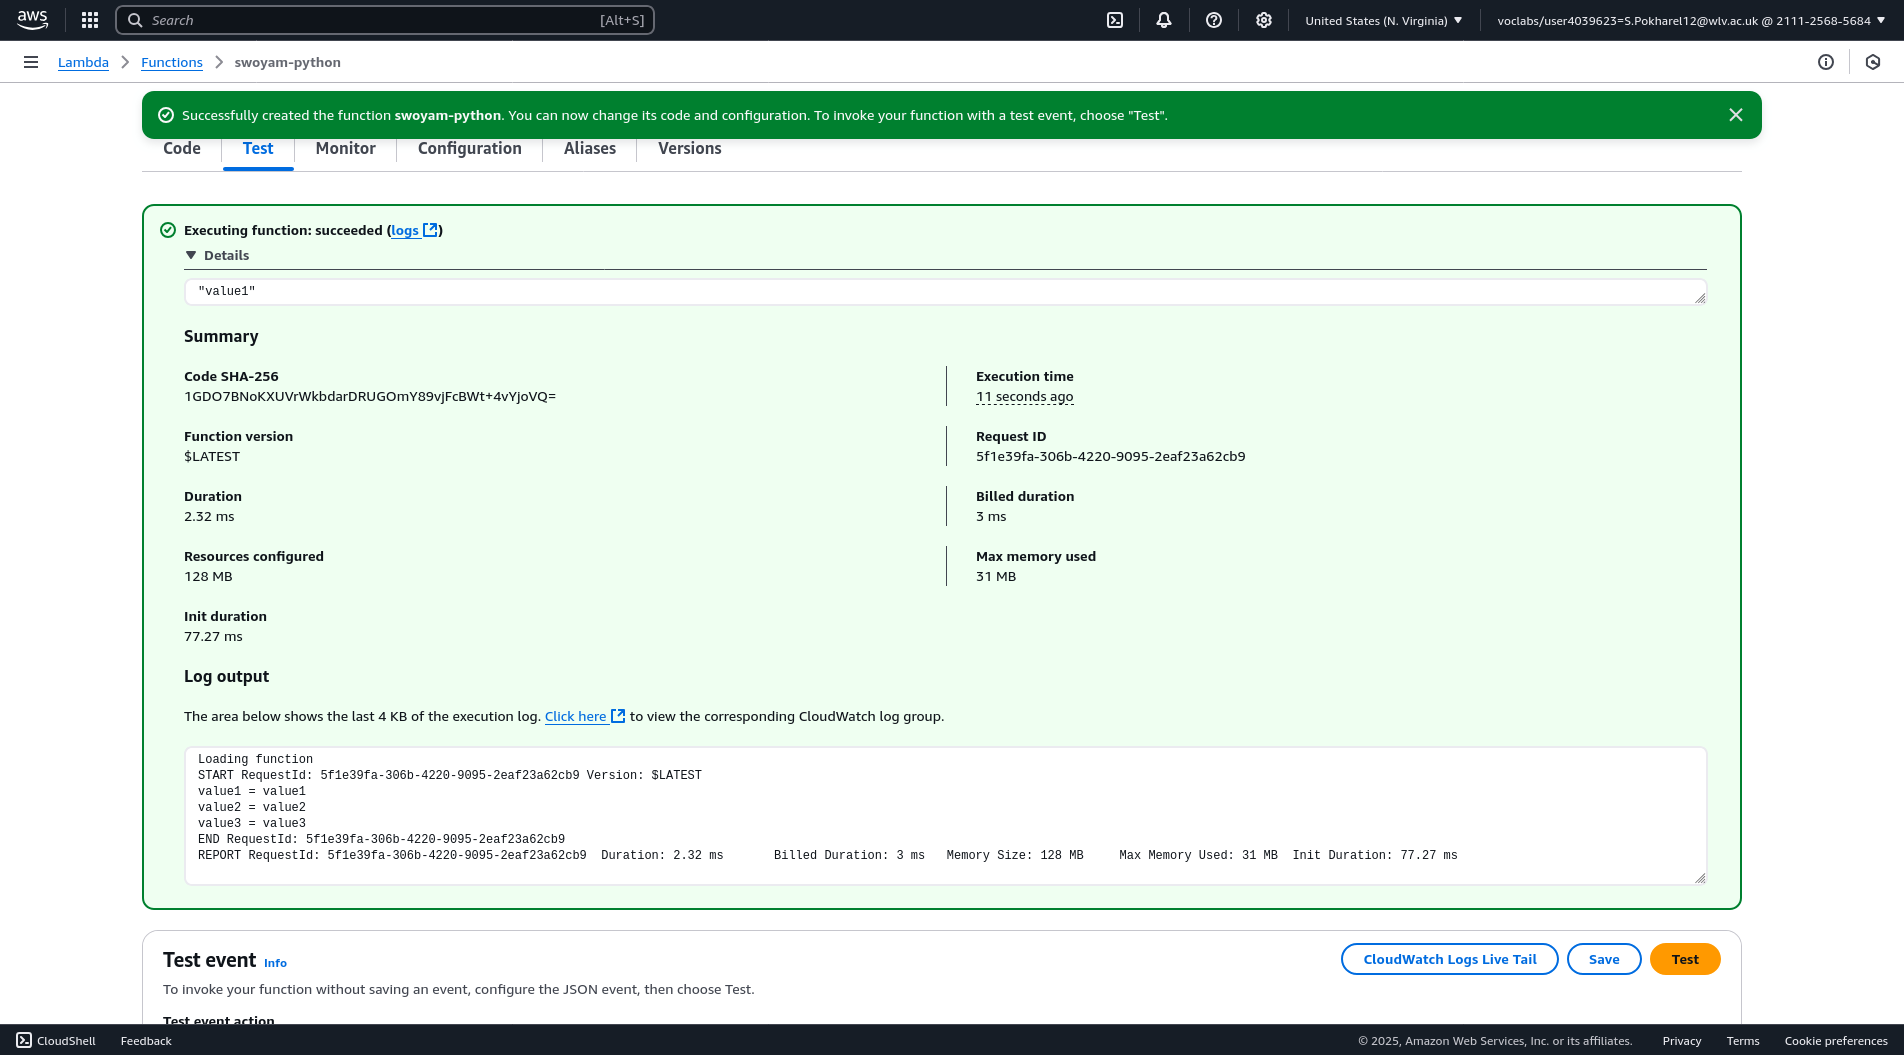 aws
Search [Alt+S]
United States (N. Virginia)
voclabs/user4039623=S.Pokharel12@wlv.ac.uk @ 2111-2568-5684
Lambda
Functions
swoyam-python
Successfully created the function swoyam-python. You can now change its code and configuration. To invoke your function with a test event, choose "Test".
Code
Test
Monitor
Configuration
Aliases
Versions
Executing function: succeeded (logs)
Details
"value1"
Summary
Code SHA-256
1GDO7BNoKXUVrWkbdarDRUGOmY89vjFcBWt+4vYjoVQ=
Execution time
11 seconds ago
Function version
$LATEST
Request ID
5f1e39fa-306b-4220-9095-2eaf23a62cb9
Duration
2.32 ms
Billed duration
3 ms
Resources configured
128 MB
Max memory used
31 MB
Init duration
77.27 ms
Log output
The area below shows the last 4 KB of the execution log. Click here to view the corresponding CloudWatch log group.
Loading function
START RequestId: 5f1e39fa-306b-4220-9095-2eaf23a62cb9 Version: $LATEST
value1 = value1
value2 = value2
value3 = value3
END RequestId: 5f1e39fa-306b-4220-9095-2eaf23a62cb9
REPORT RequestId: 5f1e39fa-306b-4220-9095-2eaf23a62cb9 Duration: 2.32 ms Billed Duration: 3 ms Memory Size: 128 MB Max Memory Used: 31 MB Init Duration: 77.27 ms
Test event Info
CloudWatch Logs Live Tail
Save
Test
To invoke your function without saving an event, configure the JSON event, then choose Test.
Test event action
CloudShell
Feedback
© 2025, Amazon Web Services, Inc. or its affiliates.
Privacy
Terms
Cookie preferences